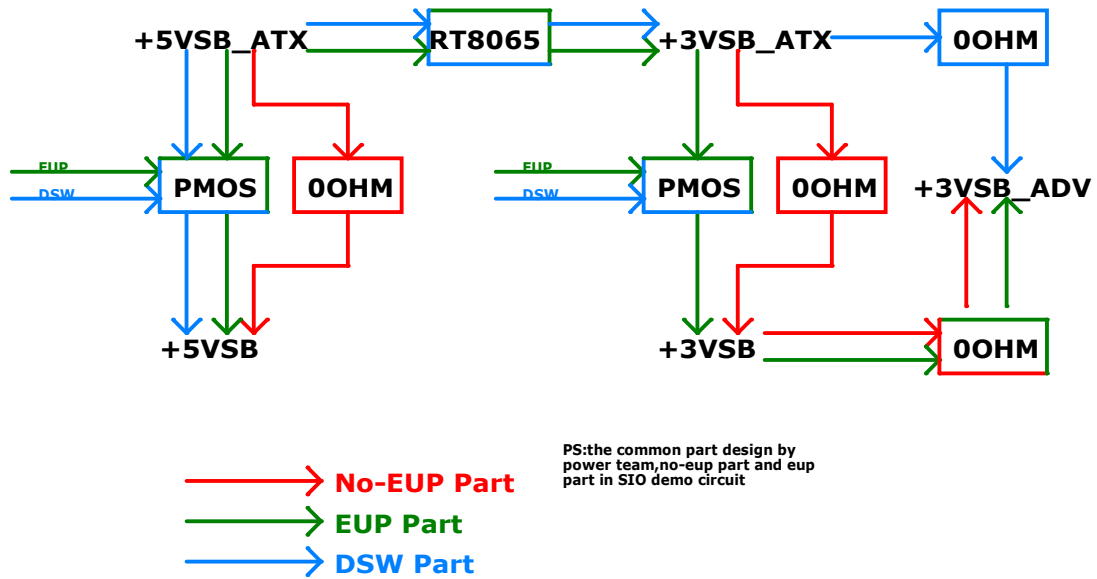 +5VSB_ATX
RT8065
+3VSB_ATX
0OHM
EUP
DSW
PMOS
0OHM
EUP
DSW
PMOS
0OHM
+3VSB_ADV
+5VSB
+3VSB
0OHM
PS:the common part design by
power team,no-eup part and eup
part in SIO demo circuit
No-EUP Part
EUP Part
DSW Part